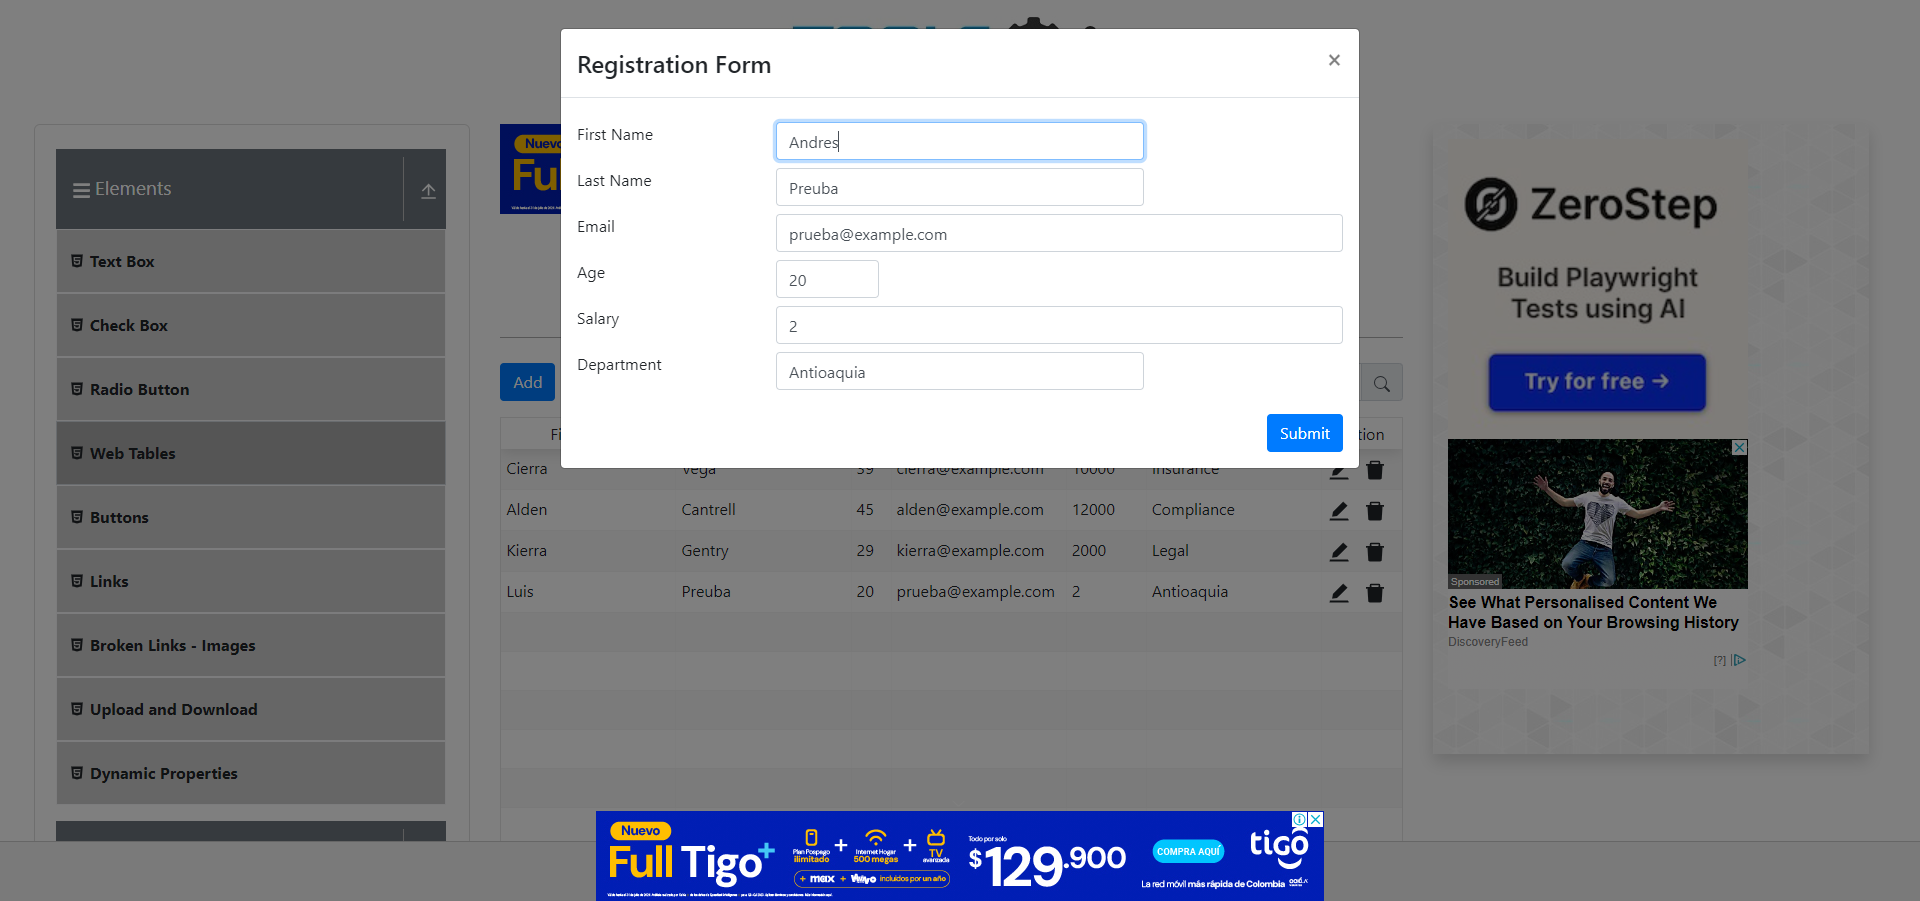 Registration Form
×
First Name
Andres
Last Name
Preuba
Email
prueba@example.com
Age
20
Salary
2
Department
Antioaquia
Submit
Elements
Text Box
Check Box
Radio Button
Web Tables
Buttons
Links
Broken Links - Images
Upload and Download
Dynamic Properties
Nuevo
Add
Cierra Vega 39 cierra@example.com 10000 Insurance
Alden Cantrell 45 alden@example.com 12000 Compliance
Kierra Gentry 29 kierra@example.com 2000 Legal
Luis Preuba 20 prueba@example.com 2 Antioaquia
ZeroStep
Build Playwright
Tests using AI
Try for free →
Sponsored
See What Personalised Content We
Have Based on Your Browsing History
DiscoveryFeed
[?]
Nuevo
Full Tigo+
Plan Pospago
ilimitado
+
Internet Hogar
500 megas
+
TV
avanzada
+ max + incluidos por un año
Todo por solo
$129.900
COMPRA AQUÍ
tigo
La red móvil más rápida de Colombia